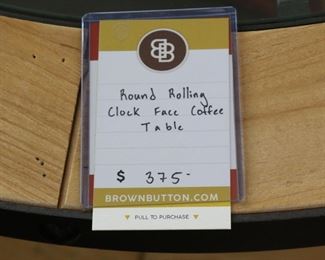 BB
Round Rolling
Clock Face Coffee
Table
$ 375-
BROWNBUTTON.COM
PULL TO PURCHASE